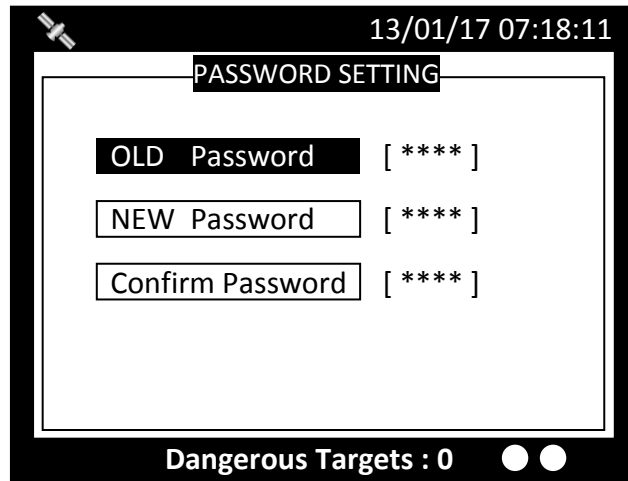 13/01/17 07:18:11
PASSWORD SETTING
OLD Password [ **** ]
NEW Password [ **** ]
Confirm Password [ **** ]
Dangerous Targets : 0